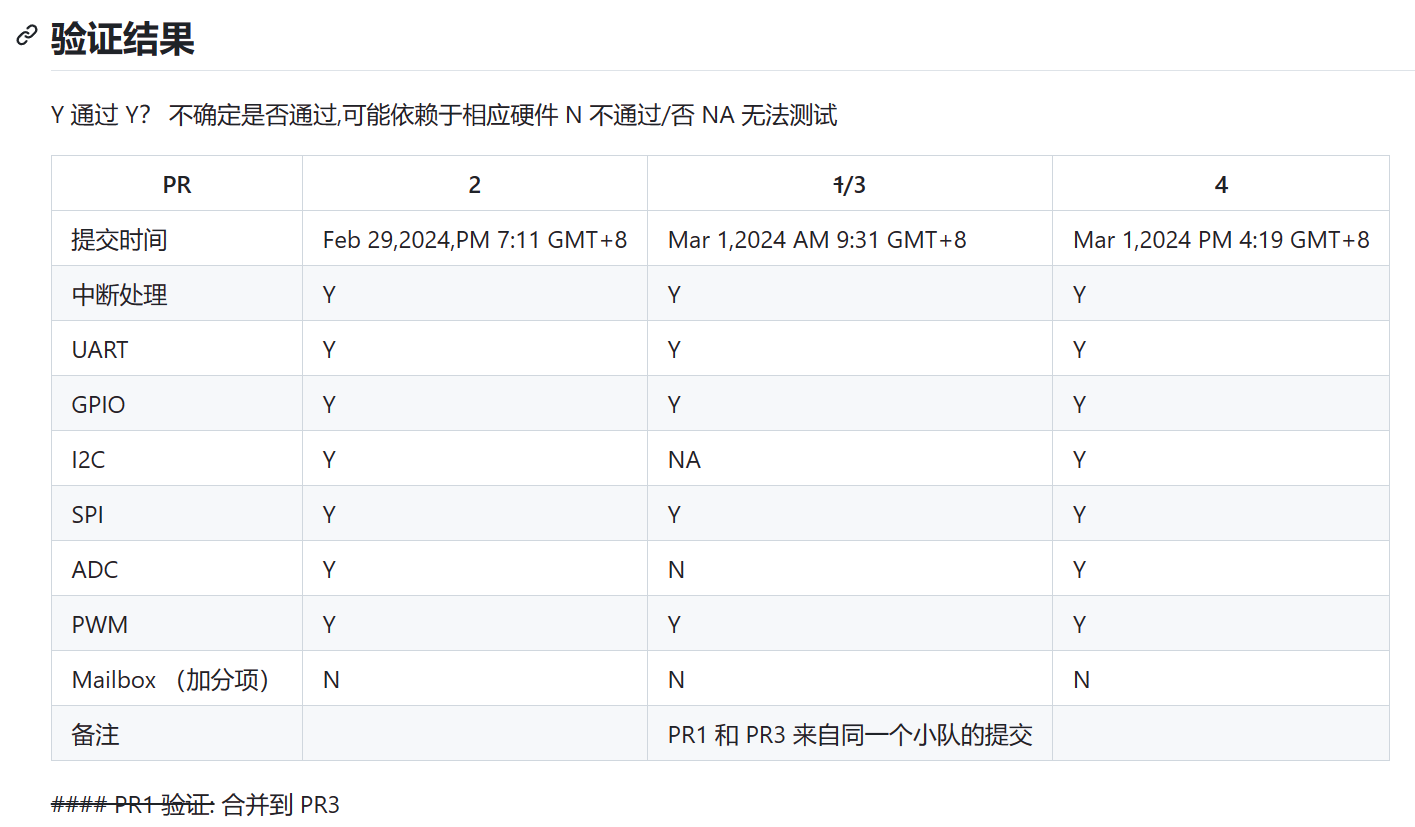 验证结果
Y 通过 Y？ 不确定是否通过,可能依赖于相应硬件 N 不通过/否 NA 无法测试
PR 2 1/3 4
提交时间 Feb 29,2024,PM 7:11 GMT+8 Mar 1,2024 AM 9:31 GMT+8 Mar 1,2024 PM 4:19 GMT+8
中断处理 Y Y Y
UART Y Y Y
GPIO Y Y Y
I2C Y NA Y
SPI Y Y Y
ADC Y N Y
PWM Y Y Y
Mailbox （加分项） N N N
备注 PR1 和 PR3 来自同一个小队的提交
#### PR1 验证: 合并到 PR3